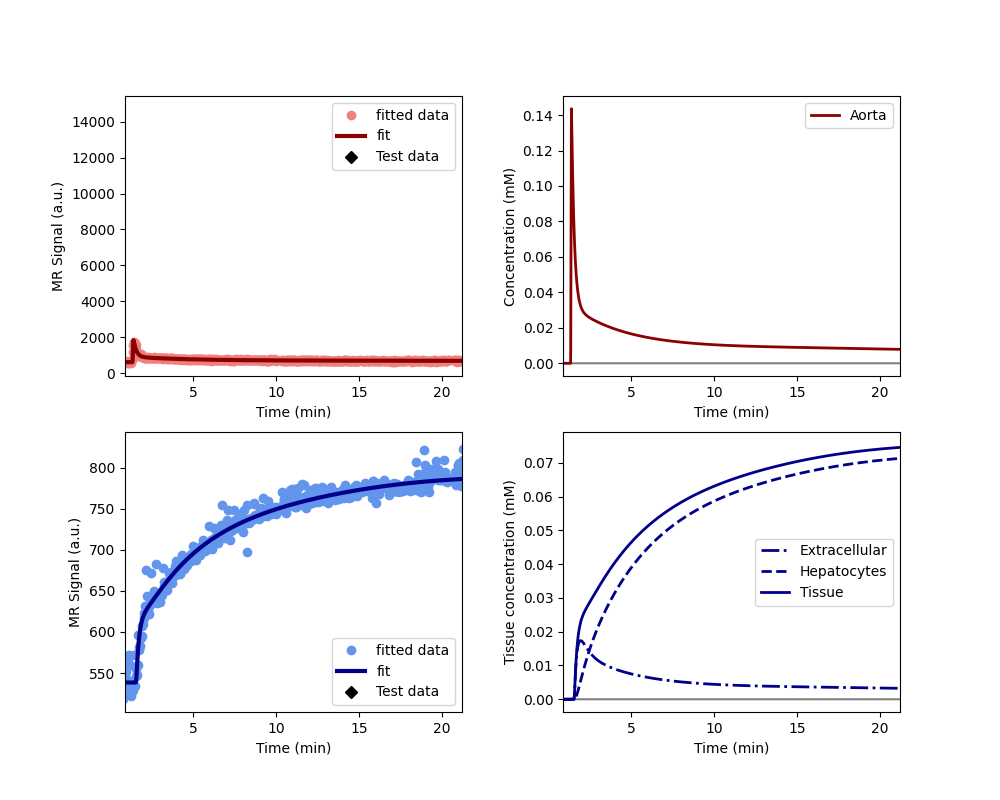 MR Signal (a.u.)
14000
12000
10000
8000
6000
4000
2000
0
5
10
15
20
Time (min)
fitted data
fit
Test data
Concentration (mM)
0.14
0.12
0.10
0.08
0.06
0.04
0.02
0.00
5
10
15
20
Time (min)
Aorta
MR Signal (a.u.)
800
750
700
650
600
550
5
10
15
20
Time (min)
fitted data
fit
Test data
Tissue concentration (mM)
0.07
0.06
0.05
0.04
0.03
0.02
0.01
0.00
5
10
15
20
Time (min)
Extracellular
Hepatocytes
Tissue